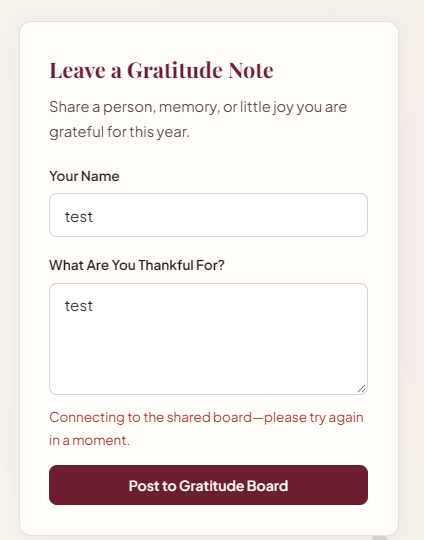 Leave a Gratitude Note
Share a person, memory, or little joy you are
grateful for this year.
Your Name
test
What Are You Thankful For?
test
Connecting to the shared board—please try again
in a moment.
Post to Gratitude Board